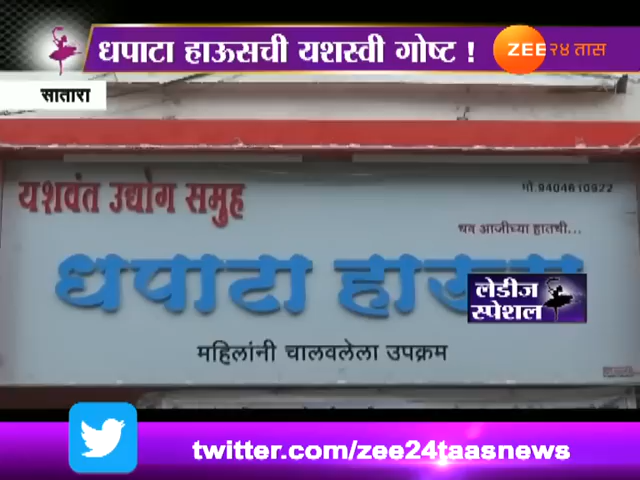 धपाटा हाऊसची यशस्वी गोष्ट !
ZEE २४ तास
सातारा
यशवंत उद्योग समुह
मो.9404610922
चव आजीच्या हातची...
धपाटा
लेडीज स्पेशल
महिलांनी चालवलेला उपक्रम
twitter.com/zee24taasnews